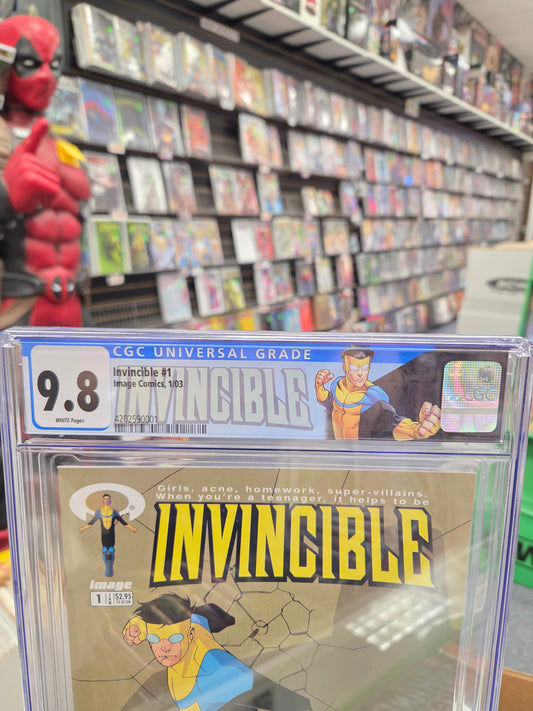 CGC UNIVERSAL GRADE
9.8
WHITE Pages
Invincible #1
Image Comics, 1/03
INVINCIBLE
4202590001
CGC
Girls, acne, homework, super-villains.
When you're a teenager, it helps to be
INVINCIBLE
image
1
$2.95